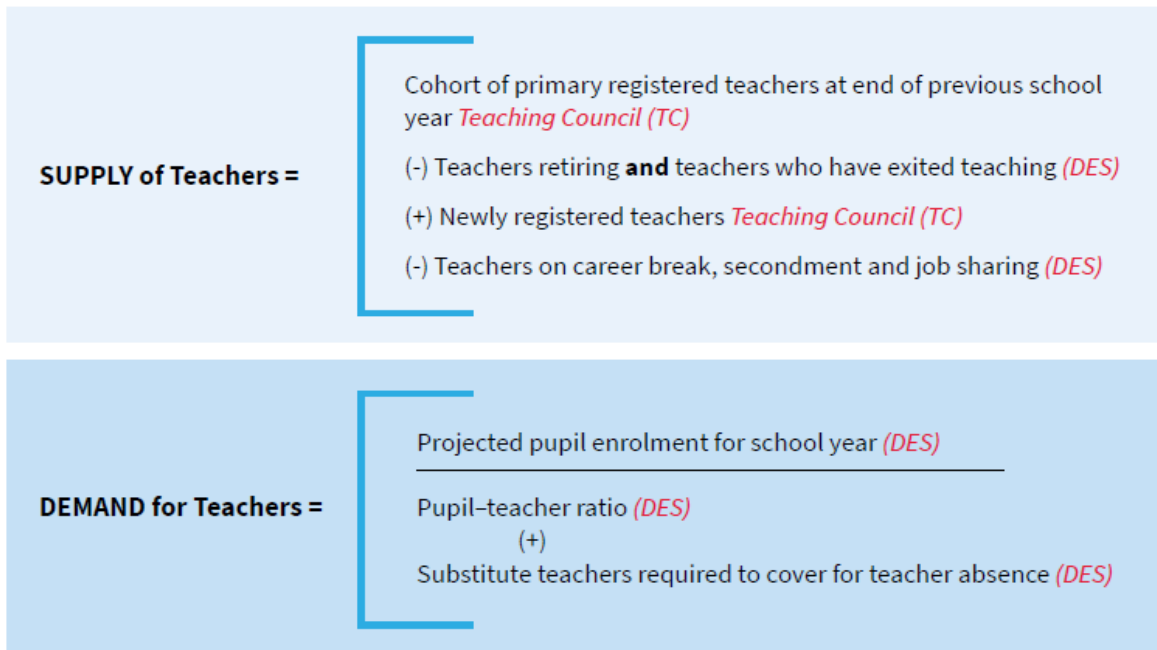 SUPPLY of Teachers =
Cohort of primary registered teachers at end of previous school
year Teaching Council (TC)
(-) Teachers retiring and teachers who have exited teaching (DES)
(+) Newly registered teachers Teaching Council (TC)
(-) Teachers on career break, secondment and job sharing (DES)
DEMAND for Teachers =
Projected pupil enrolment for school year (DES)
Pupil–teacher ratio (DES)
(+)
Substitute teachers required to cover for teacher absence (DES)